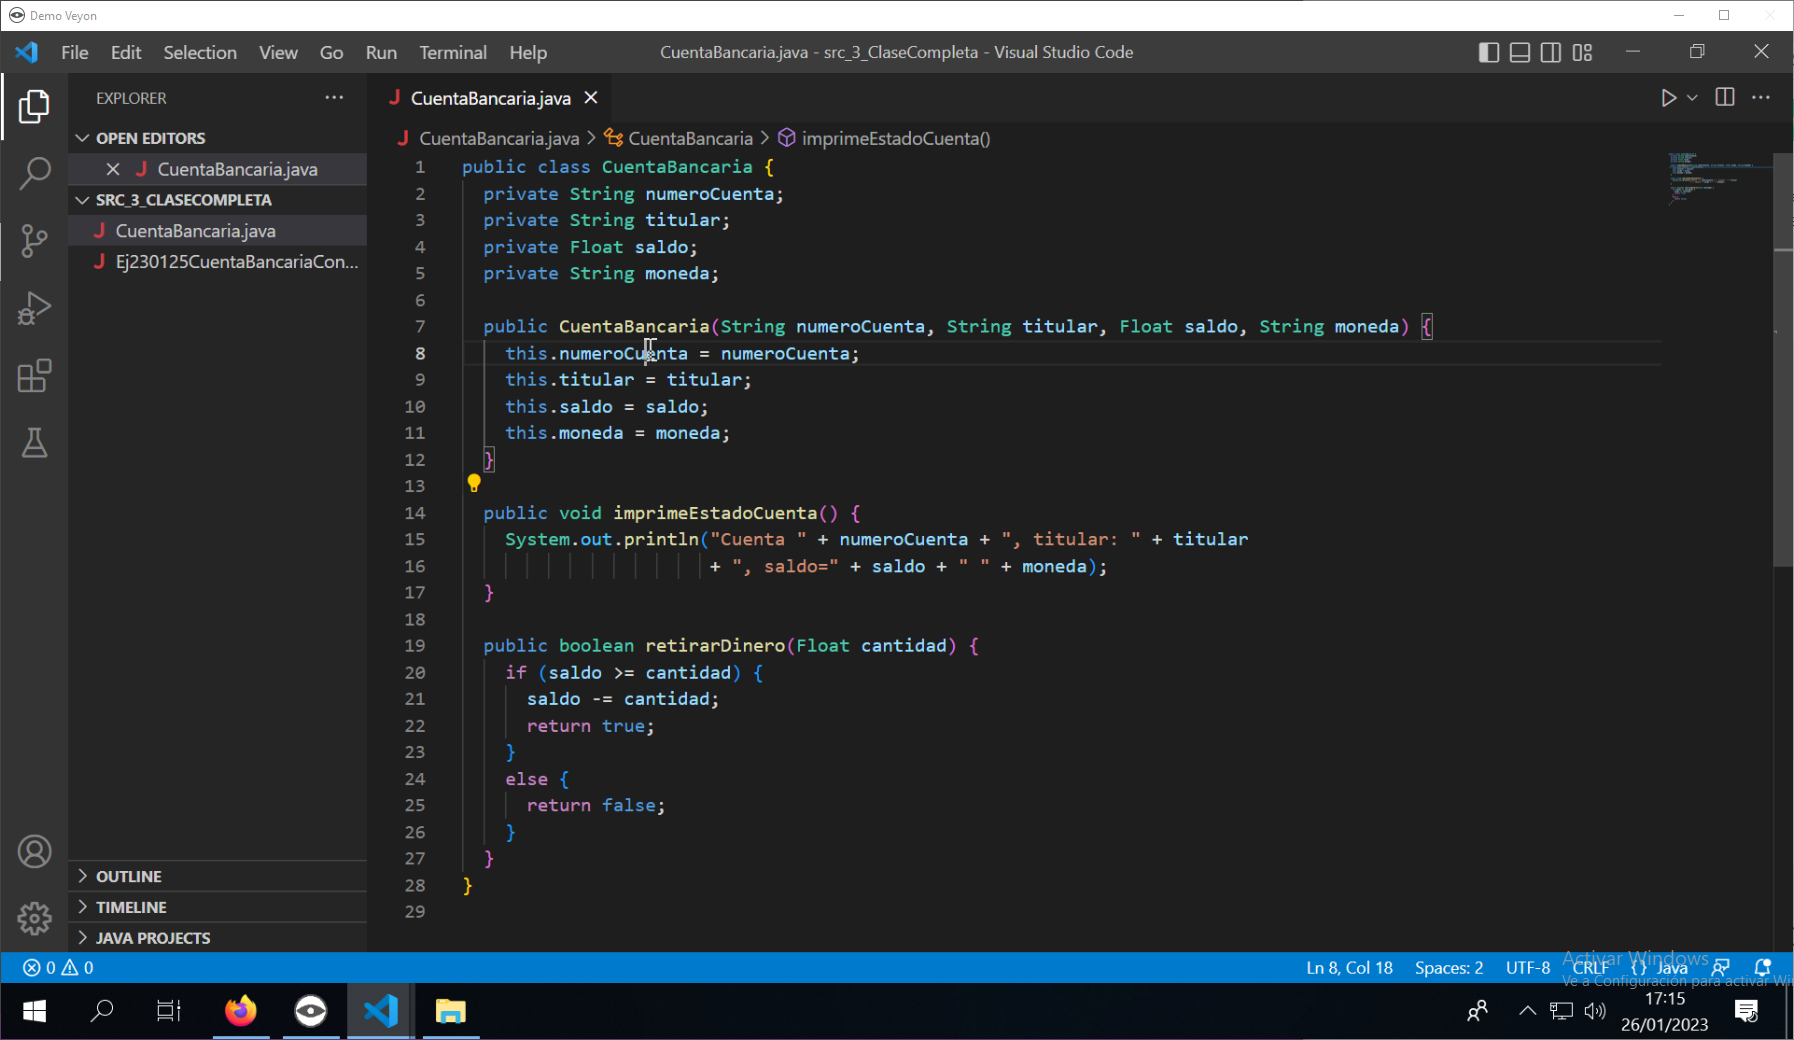 Demo Veyon
File Edit Selection View Go Run Terminal Help
CuentaBancaria.java - src_3_ClaseCompleta - Visual Studio Code
EXPLORER
OPEN EDITORS
CuentaBancaria.java
SRC_3_CLASECOMPLETA
CuentaBancaria.java
Ej230125CuentaBancariaCon...
OUTLINE
TIMELINE
JAVA PROJECTS
CuentaBancaria.java
CuentaBancaria.java > CuentaBancaria > imprimeEstadoCuenta()
1 public class CuentaBancaria {
2 private String numeroCuenta;
3 private String titular;
4 private Float saldo;
5 private String moneda;
6
7 public CuentaBancaria(String numeroCuenta, String titular, Float saldo, String moneda) {
8 this.numeroCuenta = numeroCuenta;
9 this.titular = titular;
10 this.saldo = saldo;
11 this.moneda = moneda;
12 }
13
14 public void imprimeEstadoCuenta() {
15 System.out.println("Cuenta " + numeroCuenta + ", titular: " + titular
16 + ", saldo=" + saldo + " " + moneda);
17 }
18
19 public boolean retirarDinero(Float cantidad) {
20 if (saldo >= cantidad) {
21 saldo -= cantidad;
22 return true;
23 }
24 else {
25 return false;
26 }
27 }
28 }
29
0 0
Ln 8, Col 18 Spaces: 2 UTF-8 CRLF {} Java
Activar Windows
Ve a Configuración para activar Wi
17:15
26/01/2023